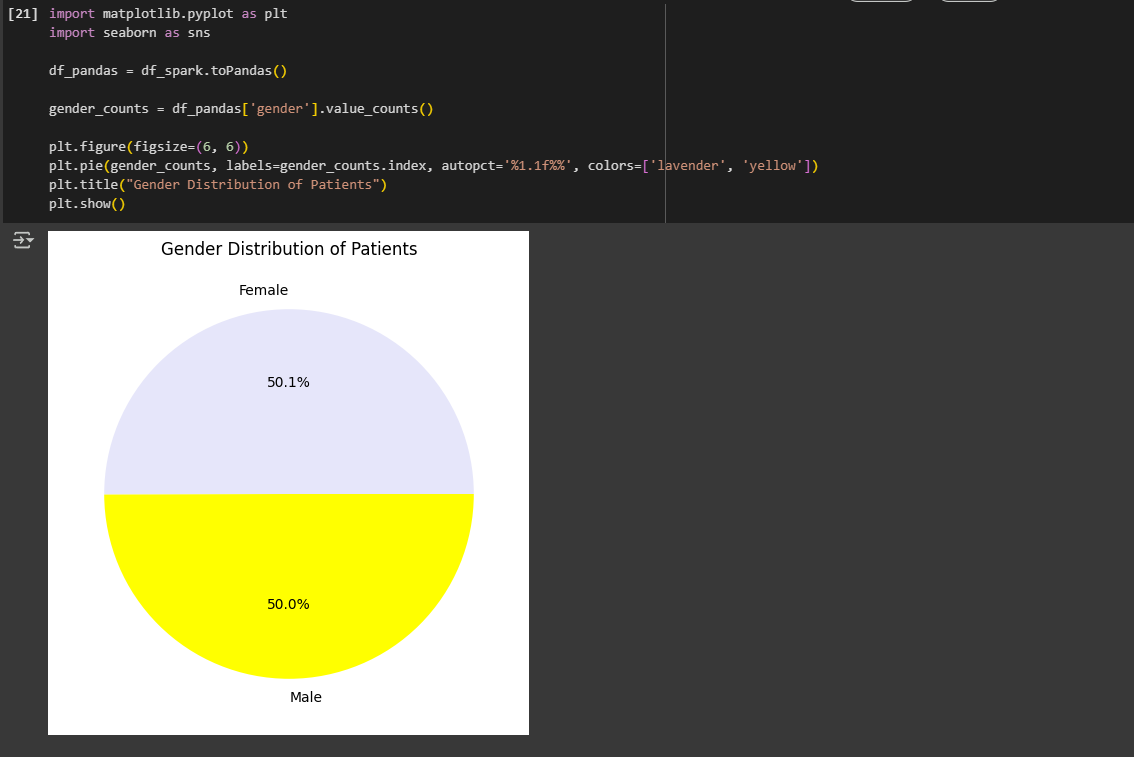 [21] import matplotlib.pyplot as plt
import seaborn as sns
df_pandas = df_spark.toPandas()
gender_counts = df_pandas['gender'].value_counts()
plt.figure(figsize=(6, 6))
plt.pie(gender_counts, labels=gender_counts.index, autopct='%1.1f%%', colors=['lavender', 'yellow'])
plt.title("Gender Distribution of Patients")
plt.show()
Gender Distribution of Patients
Female
50.1%
50.0%
Male